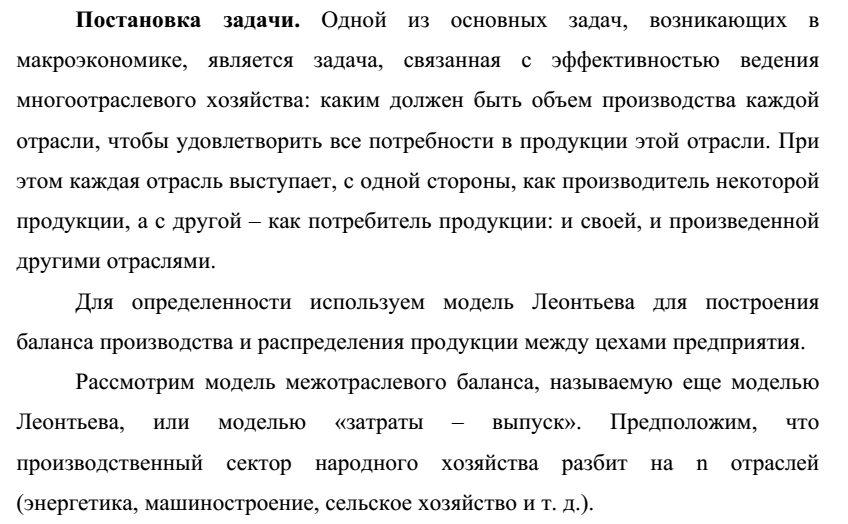 Постановка задачи. Одной из основных задач, возникающих в
макроэкономике, является задача, связанная с эффективностью ведения
многоотраслевого хозяйства: каким должен быть объем производства каждой
отрасли, чтобы удовлетворить все потребности в продукции этой отрасли. При
этом каждая отрасль выступает, с одной стороны, как производитель некоторой
продукции, а с другой – как потребитель продукции: и своей, и произведенной
другими отраслями.
Для определенности используем модель Леонтьева для построения
баланса производства и распределения продукции между цехами предприятия.
Рассмотрим модель межотраслевого баланса, называемую еще моделью
Леонтьева, или моделью «затраты – выпуск». Предположим, что
производственный сектор народного хозяйства разбит на n отраслей
(энергетика, машиностроение, сельское хозяйство и т. д.).